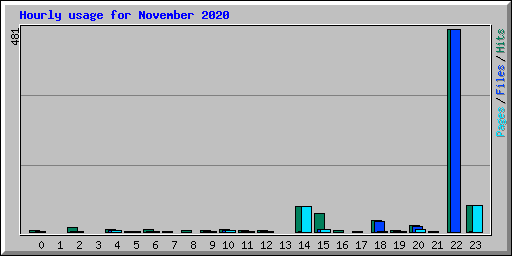 Hourly usage for November 2020
481
Pages/Files/Hits
0 1 2 3 4 5 6 7 8 9 10 11 12 13 14 15 16 17 18 19 20 21 22 23